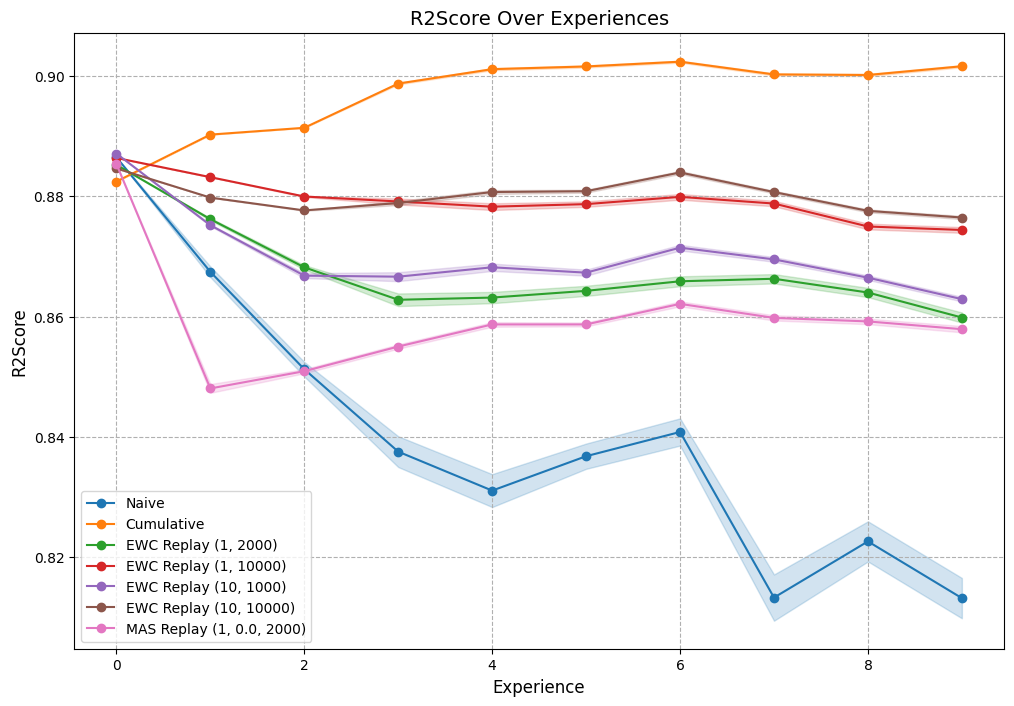 R2Score Over Experiences
R2Score
0.90
0.88
0.86
0.84
0.82
Naive
Cumulative
EWC Replay (1, 2000)
EWC Replay (1, 10000)
EWC Replay (10, 1000)
EWC Replay (10, 10000)
MAS Replay (1, 0.0, 2000)
0 2 4 6 8
Experience